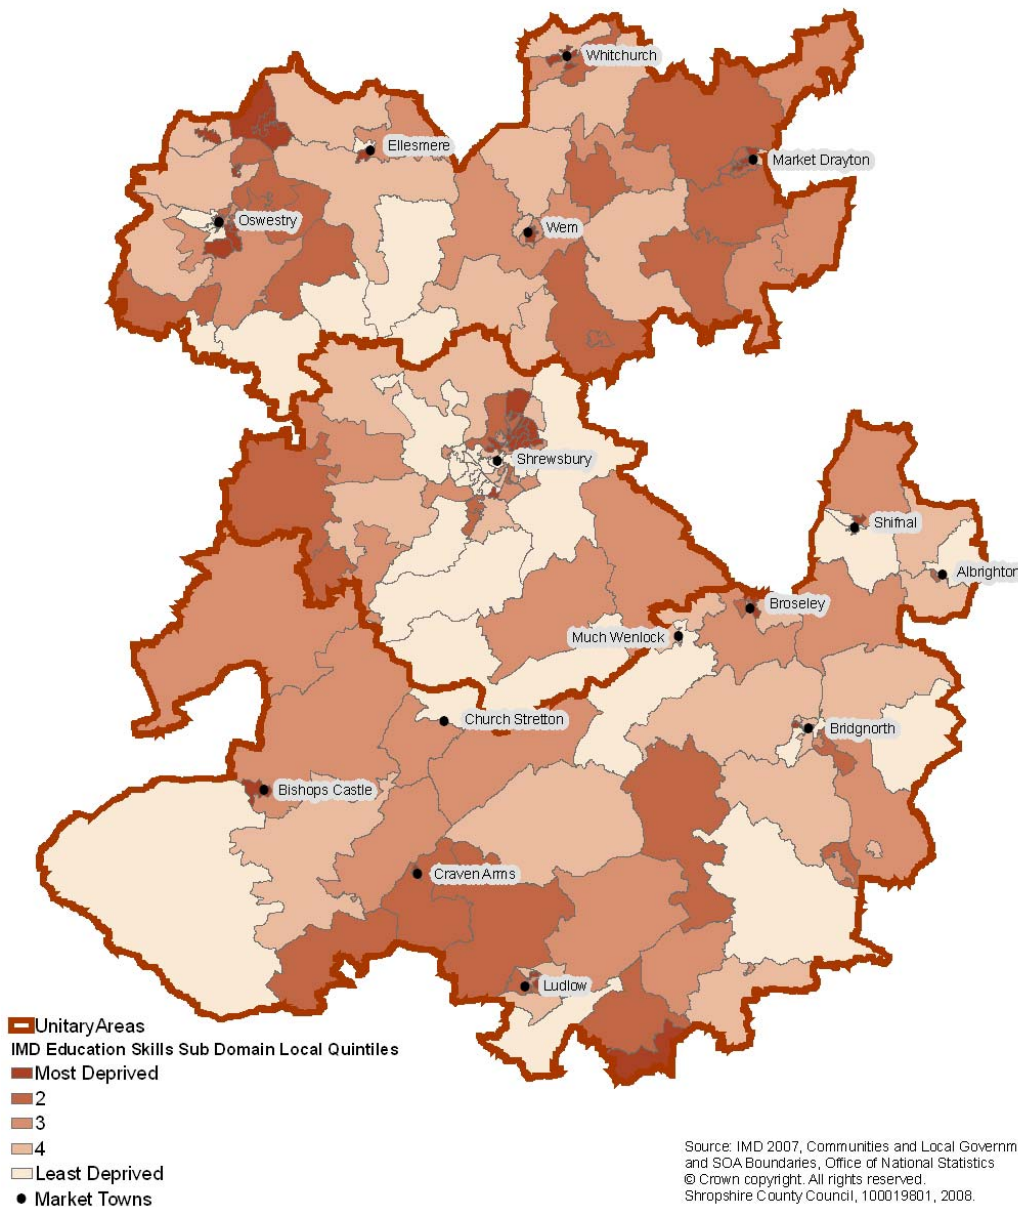 Whitchurch
Ellesmere
Market Drayton
Oswestry
Wem
Shrewsbury
Shifnal
Albrighton
Broseley
Much Wenlock
Church Stretton
Bridgnorth
Bishops Castle
Craven Arms
Ludlow
UnitaryAreas
IMD Education Skills Sub Domain Local Quintiles
Most Deprived
2
3
4
Least Deprived
Market Towns
Source: IMD 2007, Communities and Local Governm
and SOA Boundaries, Office of National Statistics
© Crown copyright. All rights reserved.
Shropshire County Council, 100019801, 2008.